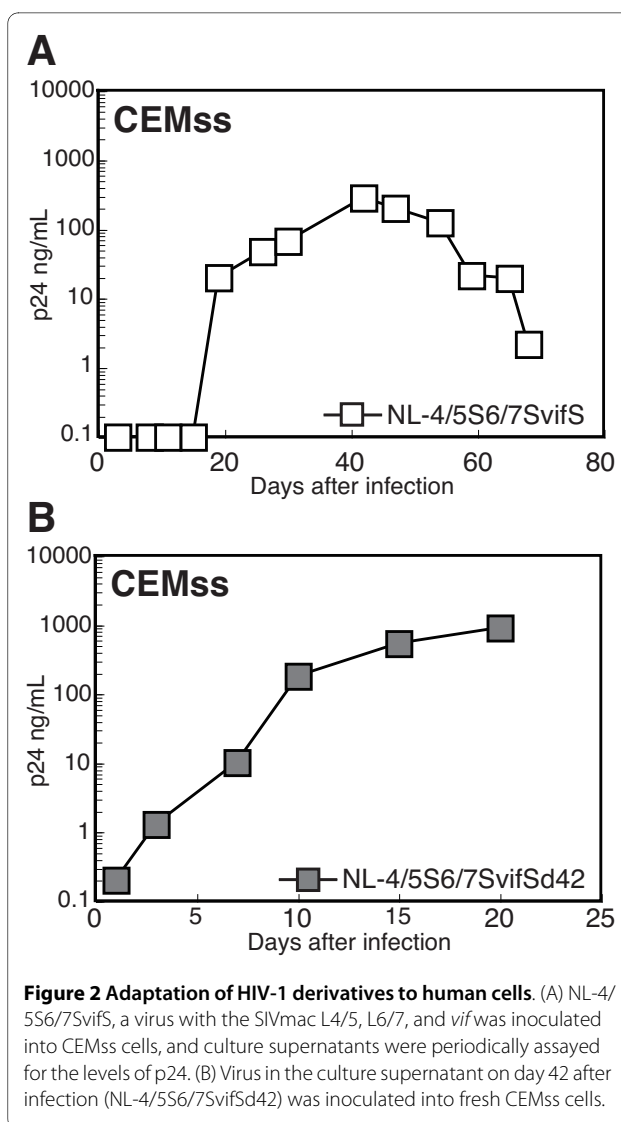 A
10000
1000
100
10
1
0.1
p24 ng/mL
CEMss
NL-4/5S6/7SvifS
0 20 40 60 80
Days after infection
B
10000
1000
100
10
1
0.1
p24 ng/mL
CEMss
NL-4/5S6/7SvifSd42
0 5 10 15 20 25
Days after infection
Figure 2 Adaptation of HIV-1 derivatives to human cells. (A) NL-4/
5S6/7SvifS, a virus with the SIVmac L4/5, L6/7, and vif was inoculated
into CEMss cells, and culture supernatants were periodically assayed
for the levels of p24. (B) Virus in the culture supernatant on day 42 after
infection (NL-4/5S6/7SvifSd42) was inoculated into fresh CEMss cells.